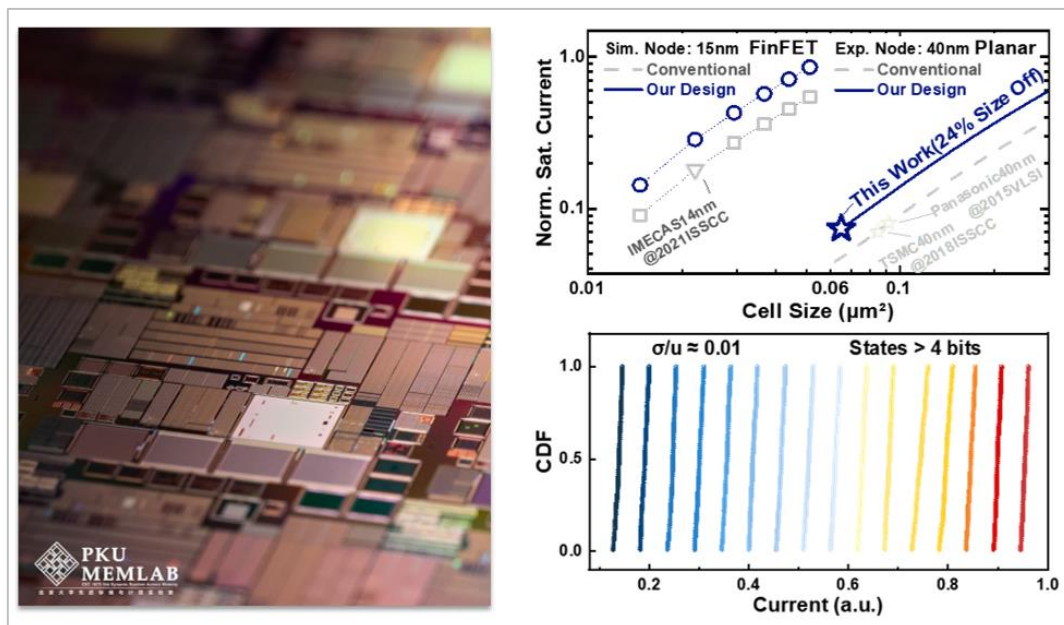 PKU
MEMLAB
Sim. Node: 15nm FinFET
Conventional
Our Design
Exp. Node: 40nm Planar
Conventional
Our Design
This Work(24% Size Off)
IMECAS14nm
@2021ISSCC
Panasonic40nm
@2015VLSI
TSMC40nm
@2018ISSCC
Norm. Sat. Current
1.0
0.1
0.01
0.06
0.1
Cell Size (µm²)
σ/u ≈ 0.01
States > 4 bits
CDF
1.0
0.5
0.0
0.2
0.4
0.6
0.8
1.0
Current (a.u.)